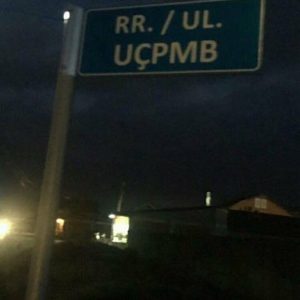 RR. / UL.
UÇPMB